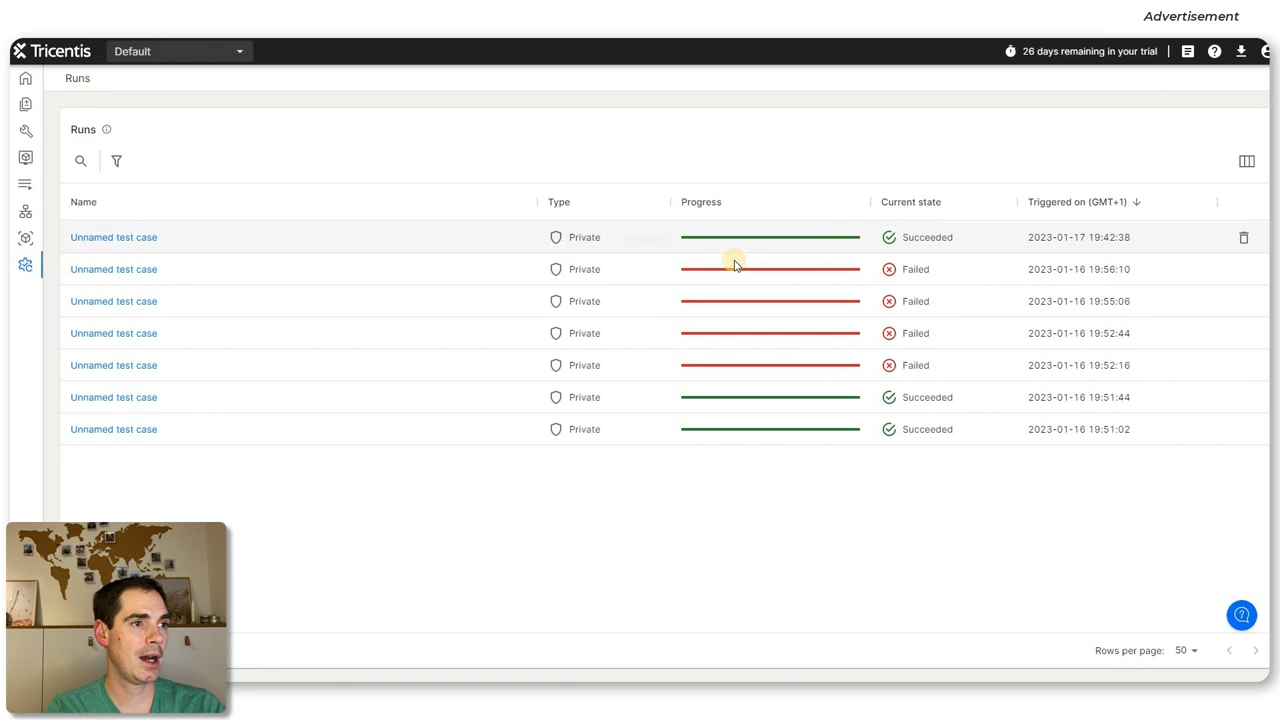 Advertisement
Tricentis Default 26 days remaining in your trial
Runs
Runs
Name Type Progress Current state Triggered on (GMT+1)
Unnamed test case Private Succeeded 2023-01-17 19:42:38
Unnamed test case Private Failed 2023-01-16 19:56:10
Unnamed test case Private Failed 2023-01-16 19:55:06
Unnamed test case Private Failed 2023-01-16 19:52:44
Unnamed test case Private Failed 2023-01-16 19:52:16
Unnamed test case Private Succeeded 2023-01-16 19:51:44
Unnamed test case Private Succeeded 2023-01-16 19:51:02
Rows per page: 50